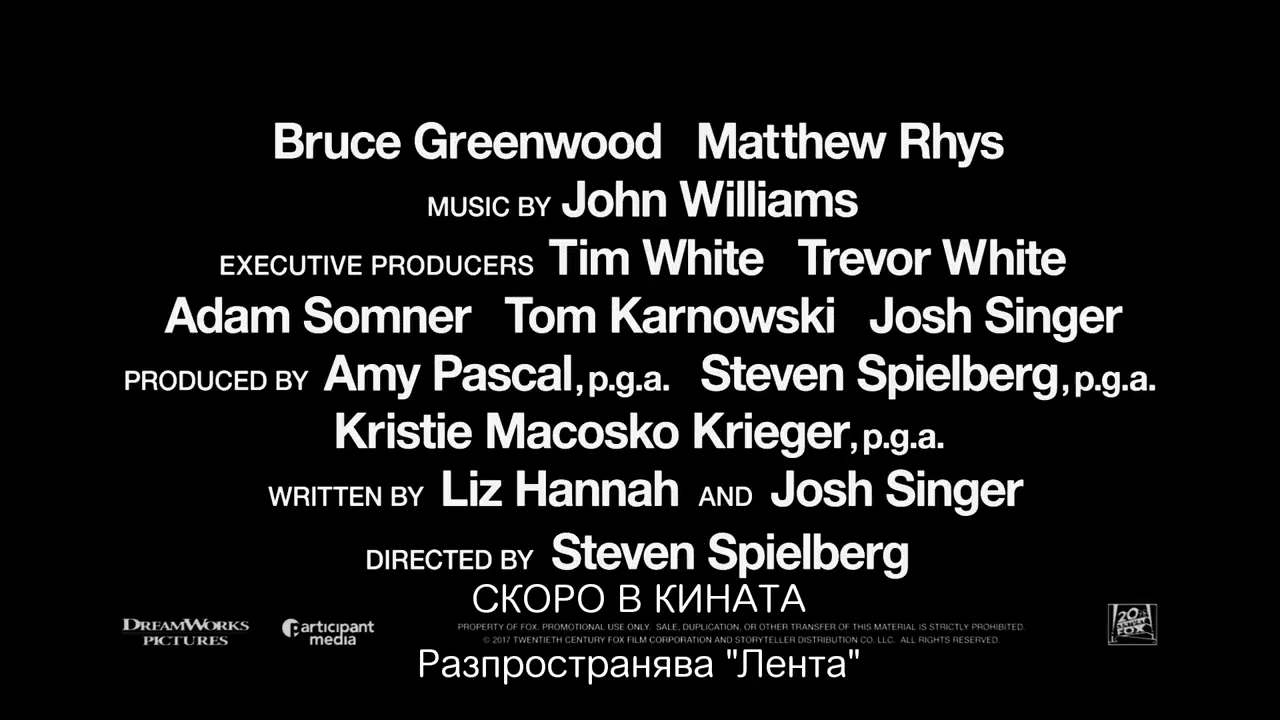 Bruce Greenwood Matthew Rhys
MUSIC BY John Williams
EXECUTIVE PRODUCERS Tim White Trevor White
Adam Somner Tom Karnowski Josh Singer
PRODUCED BY Amy Pascal, p.g.a. Steven Spielberg, p.g.a.
Kristie Macosko Krieger, p.g.a.
WRITTEN BY Liz Hannah AND Josh Singer
DIRECTED BY Steven Spielberg
СКОРО В КИНАТА
DREAMWORKS
PICTURES
participant
media
PROPERTY OF FOX. PROMOTIONAL USE ONLY. SALE, DUPLICATION, OR OTHER TRANSFER OF THIS MATERIAL IS STRICTLY PROHIBITED.
© 2017 TWENTIETH CENTURY FOX FILM CORPORATION AND STORYTELLER DISTRIBUTION CO. LLC. ALL RIGHTS RESERVED.
20th
CENTURY
FOX
Разпространява "Лента"